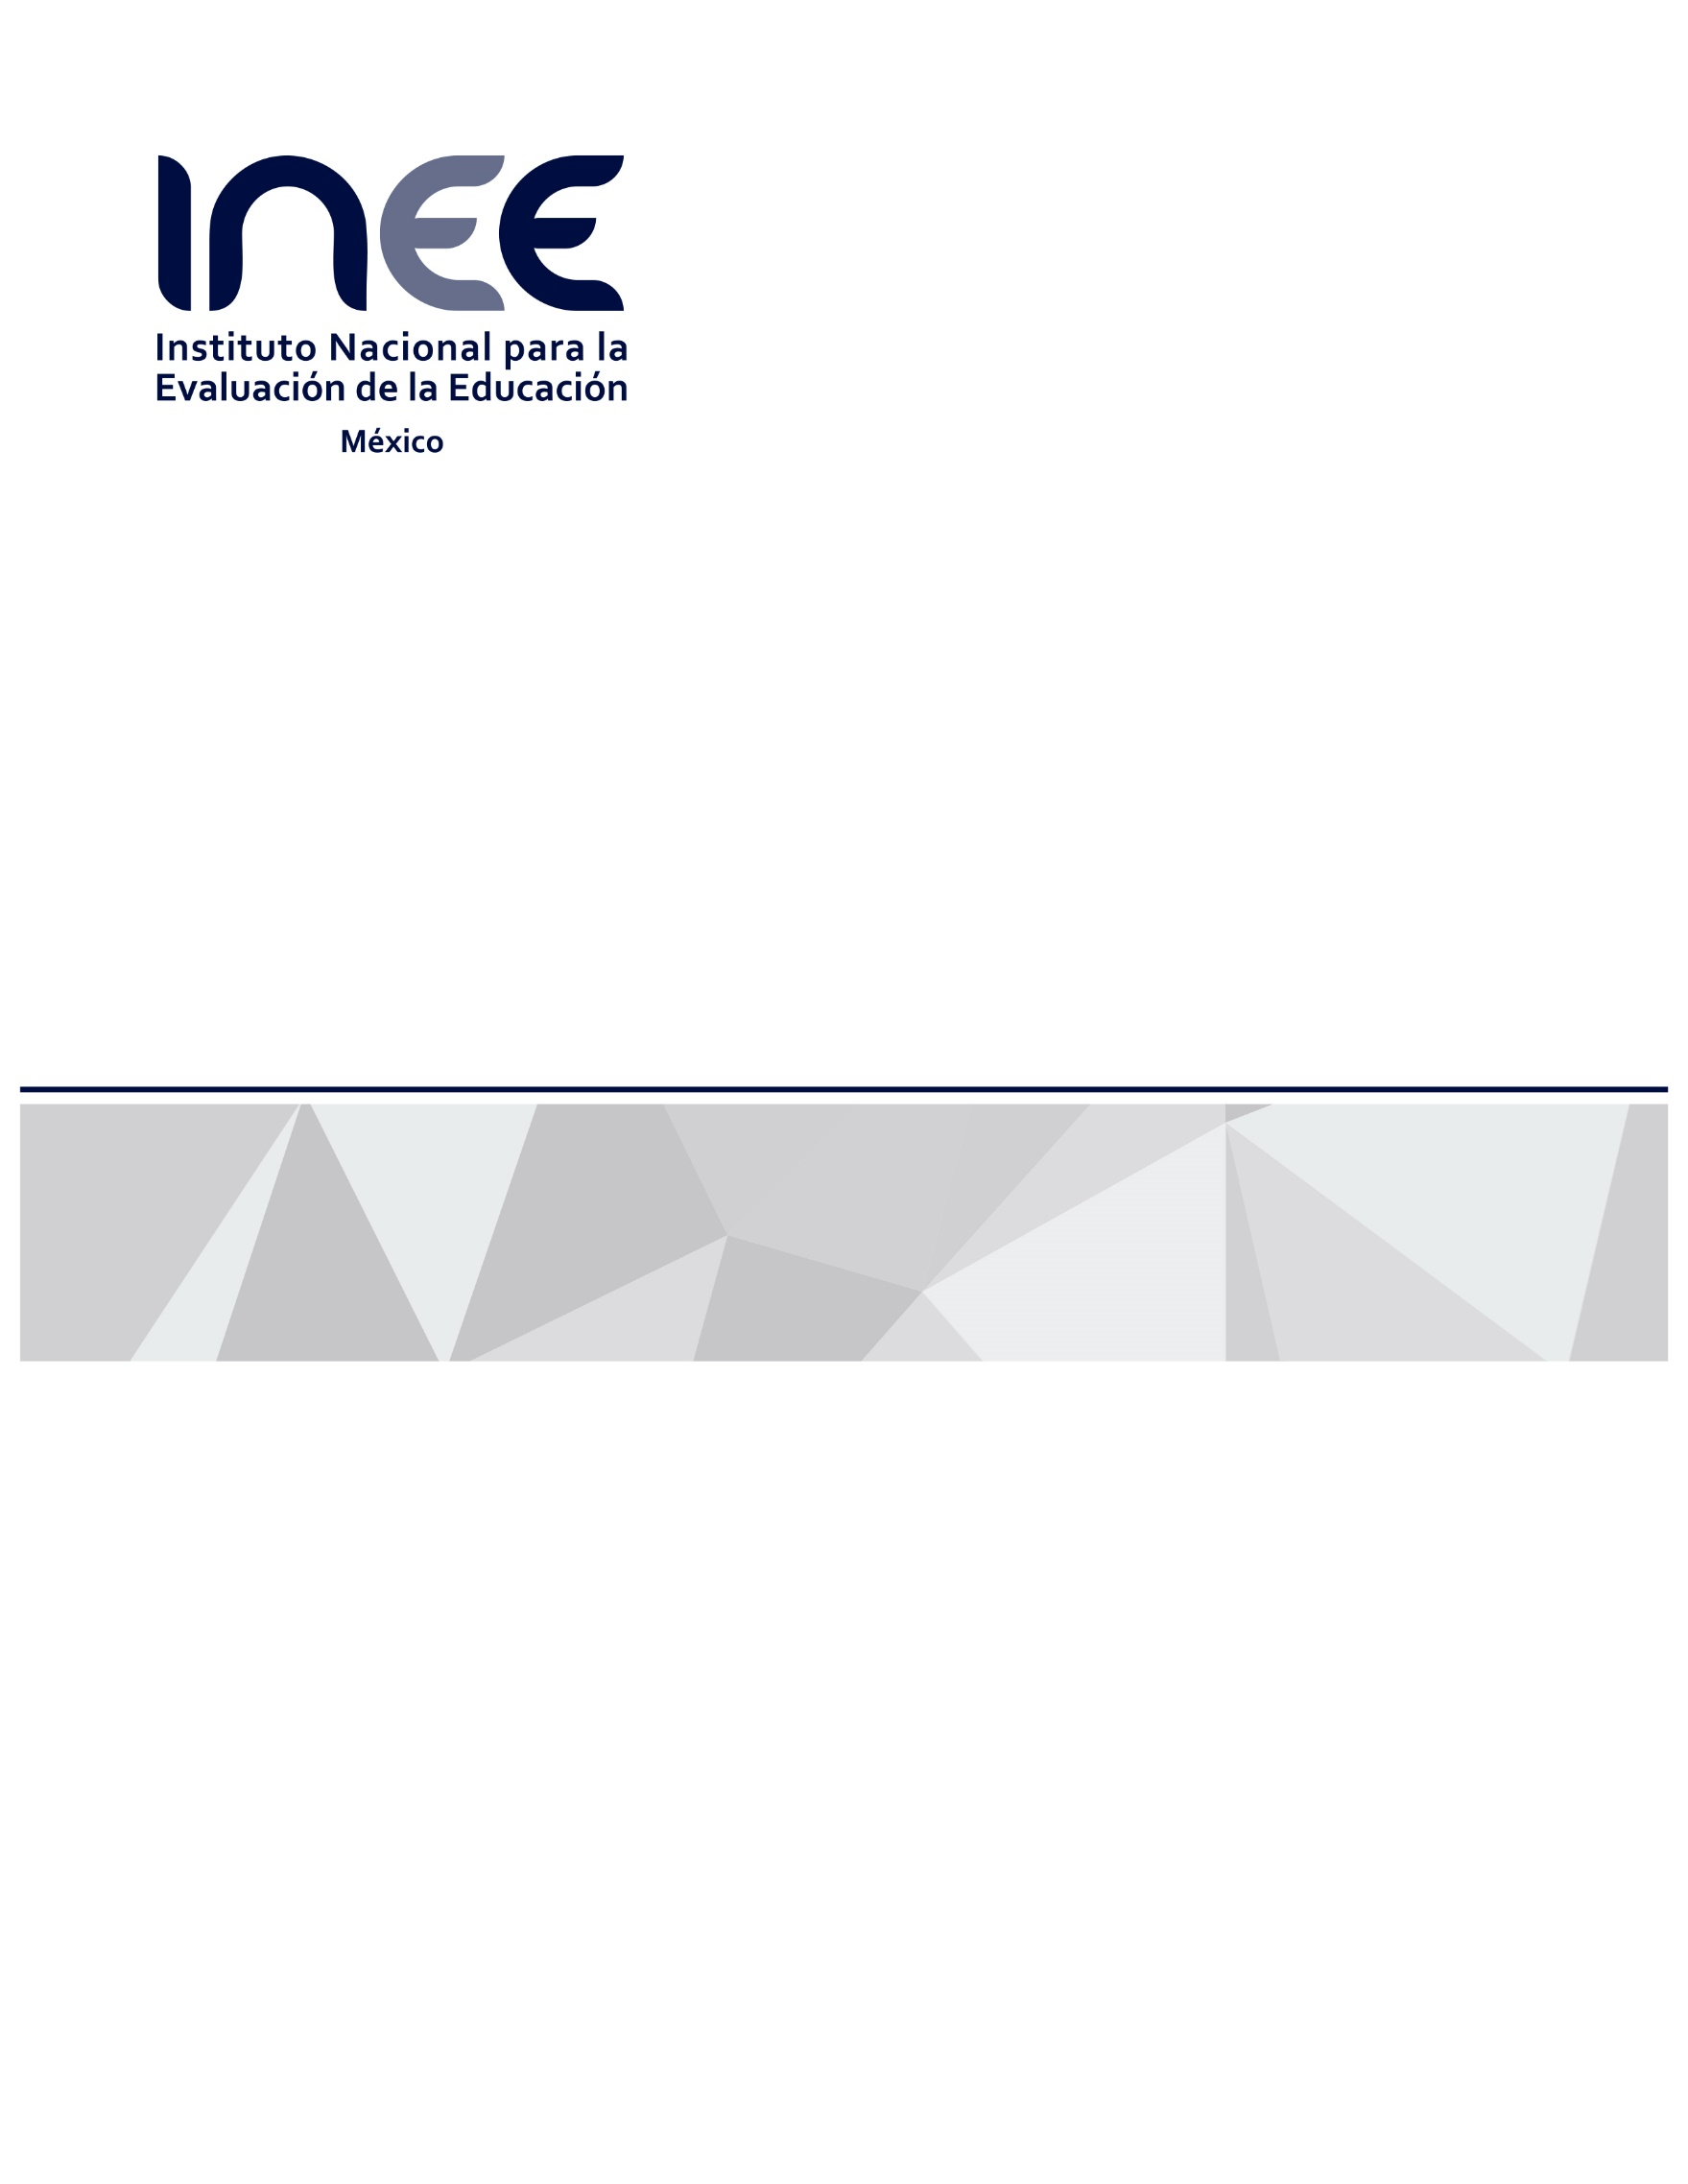 INEE
Instituto Nacional para la
Evaluación de la Educación
México